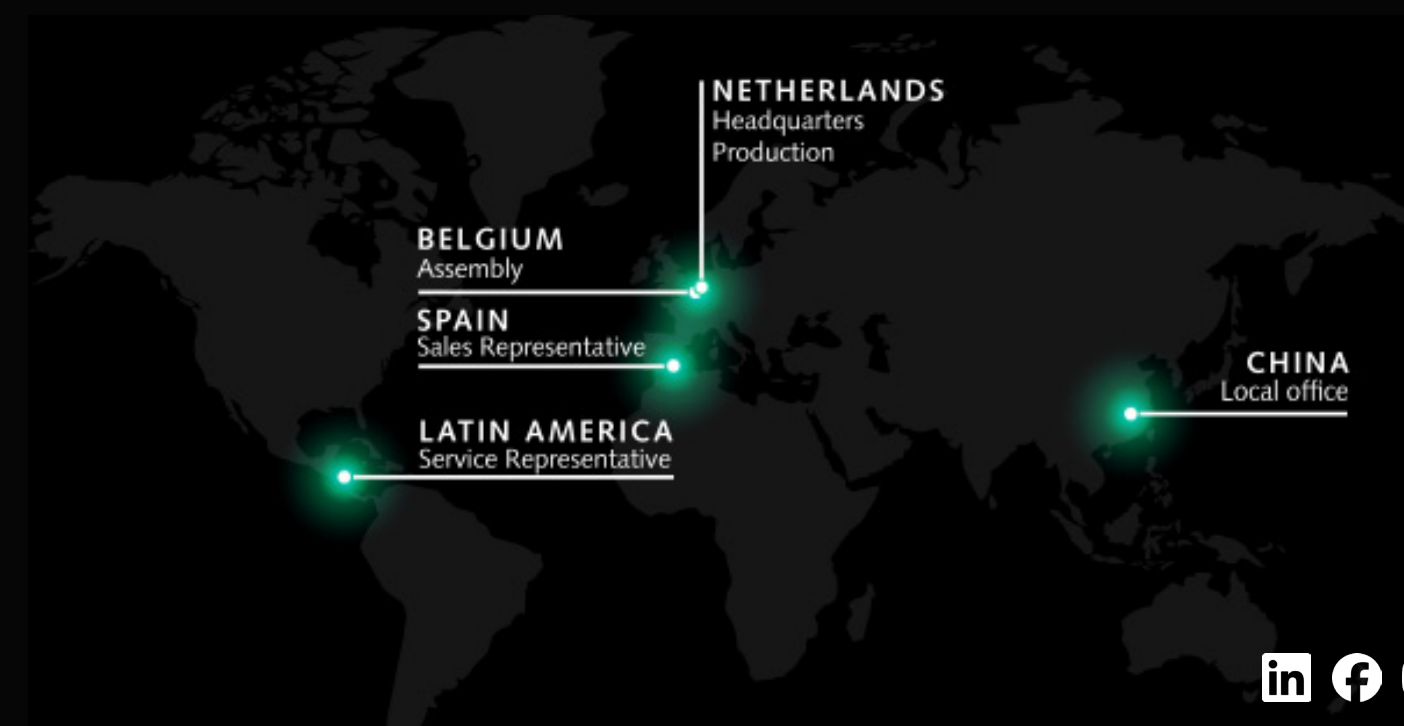 NETHERLANDS
Headquarters
Production
BELGIUM
Assembly
SPAIN
Sales Representative
CHINA
Local office
LATIN AMERICA
Service Representative
in
f